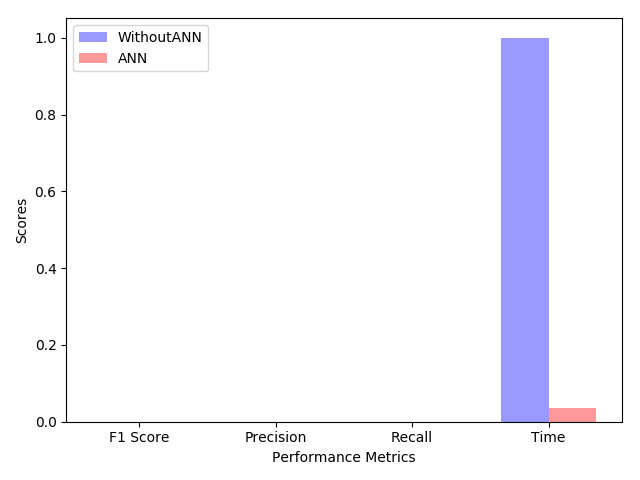 WithoutANN
ANN
1.0
0.8
0.6
0.4
0.2
0.0
Scores
F1 Score Precision Recall Time
Performance Metrics